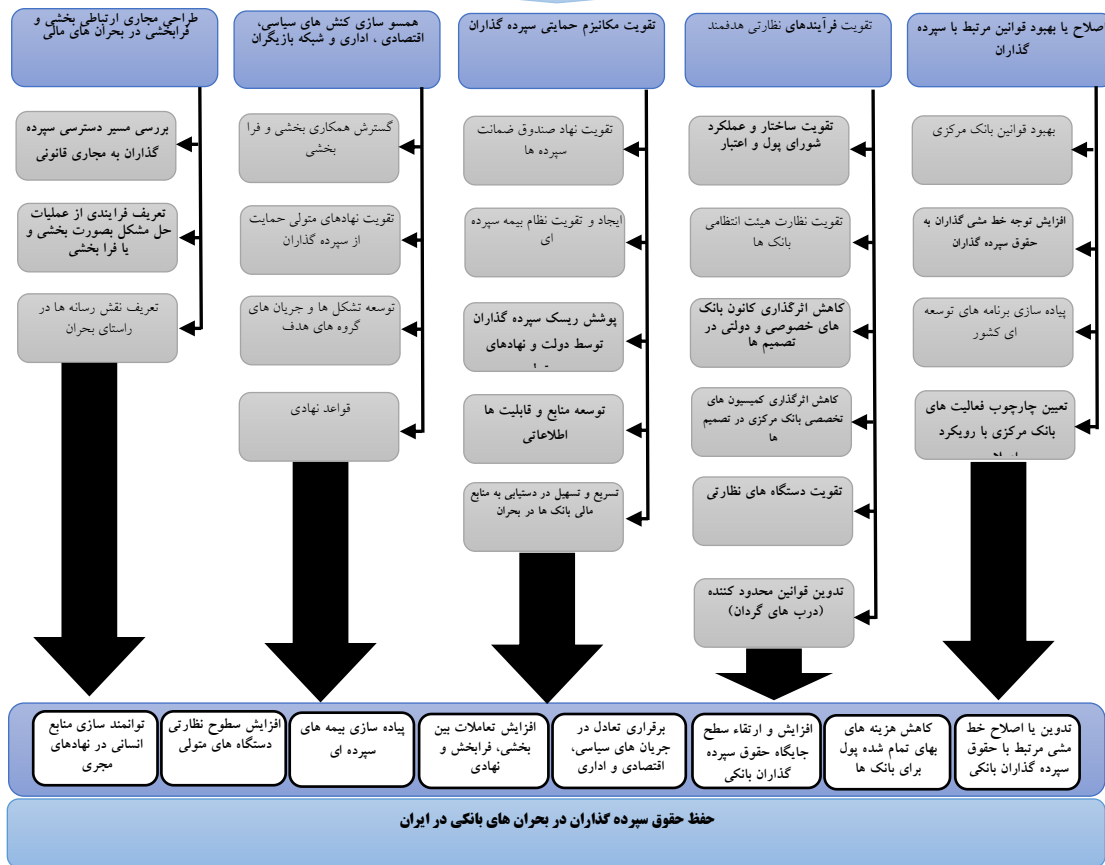 اصلاح یا بهبود قوانین مرتبط با سپرده
گذاران
بهبود قوانین بانک مرکزی
افزایش توجه خط مشی گذاران به
حقوق سپرده گذاران
پیاده سازی برنامه های توسعه
ای کشور
تعیین چارچوب فعالیت های
بانک مرکزی با رویکرد
تقویت فرآیندهای نظارتی هدفمند
تقویت ساختار و عملکرد
شورای پول و اعتبار
تقویت نظارت هیئت انتظامی
بانک ها
کاهش اثرگذاری کانون بانک
های خصوصی و دولتی در
تصمیم ها
کاهش اثرگذاری کمیسیون های
تخصصی بانک مرکزی در تصمیم
ها
تقویت دستگاه های نظارتی
تدوین قوانین محدود کننده
(درب های گردان)
تقویت مکانیزم حمایتی سپرده گذاران
تقویت نهاد صندوق ضمانت
سپرده ها
ایجاد و تقویت نظام بیمه سپرده
ای
پوشش ریسک سپرده گذاران
توسط دولت و نهادهای
توسعه منابع و قابلیت ها
اطلاعاتی
تسریع و تسهیل در دستیابی به منابع
مالی بانک ها در بحران
همسو سازی کنش های سیاسی،
اقتصادی ، اداری و شبکه بازیگران
گسترش همکاری بخشی و فرا
بخشی
تقویت نهادهای متولی حمایت
از سپرده گذاران
توسعه تشکل ها و جریان های
گروه های هدف
قواعد نهادی
طراحی مجاری ارتباطی بخشی و
فرابخشی در بحران های مالی
بررسی مسیر دسترسی سپرده
گذاران به مجاری قانونی
تعریف فرایندی از عملیات
حل مشکل بصورت بخشی و
یا فرا بخشی
تعریف نقش رسانه ها در
راستای بحران
تدوین یا اصلاح خط
مشی مرتبط با حقوق
سپرده گذاران بانکی
کاهش هزینه های
بهای تمام شده پول
برای بانک ها
افزایش و ارتقاء سطح
جایگاه حقوق سپرده
گذاران بانکی
برقراری تعادل در
جریان های سیاسی،
اقتصادی و اداری
افزایش تعاملات بین
بخشی، فرابخش و
نهادی
پیاده سازی بیمه های
سپرده ای
افزایش سطوح نظارتی
دستگاه های متولی
توانمند سازی منابع
انسانی در نهادهای
مجری
حفظ حقوق سپرده گذاران در بحران های بانکی در ایران